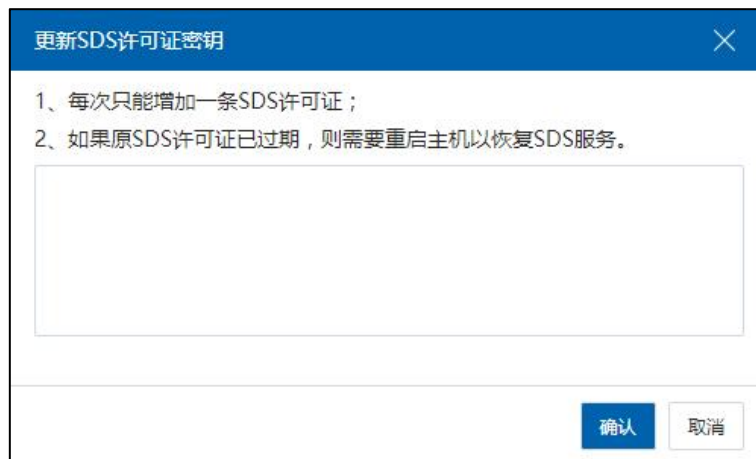 更新SDS许可证密钥
1、每次只能增加一条SDS许可证；
2、如果原SDS许可证已过期，则需要重启主机以恢复SDS服务。
确认
取消